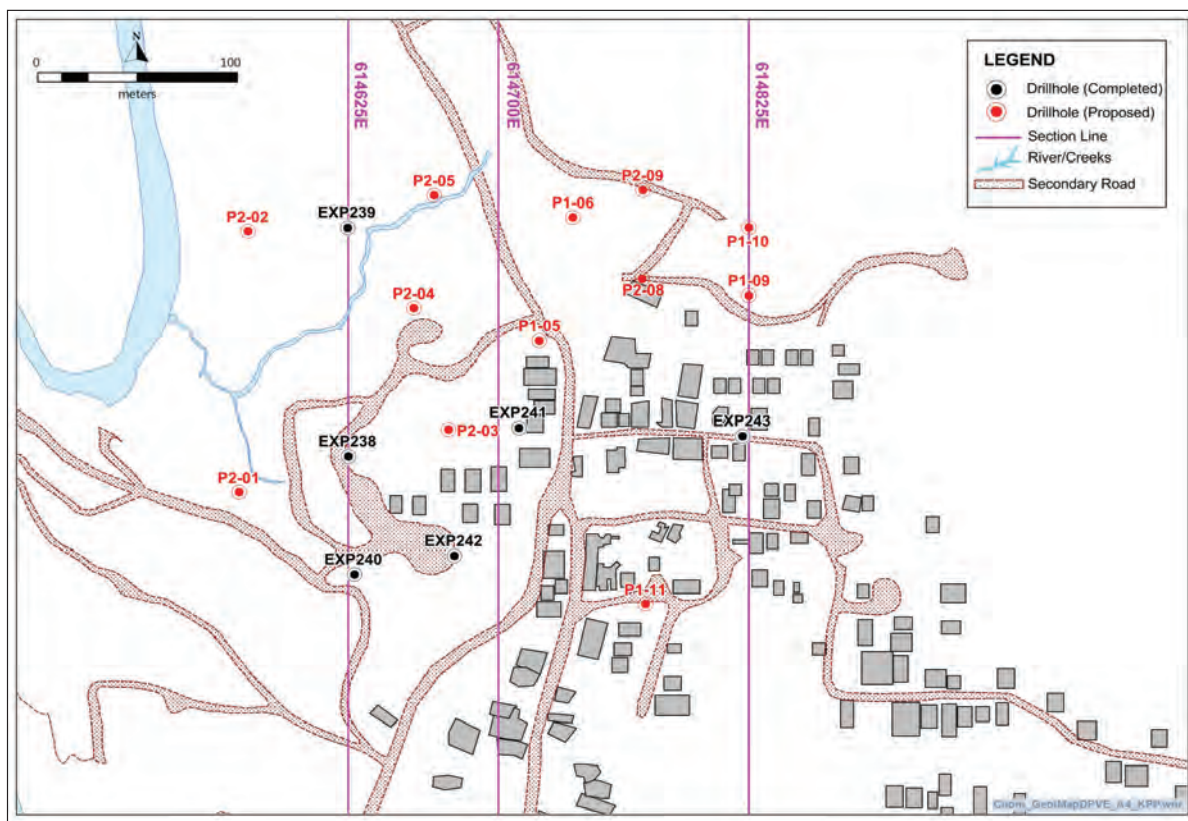 N
0 100
meters
614625E
614700E
614825E
LEGEND
Drillhole (Completed)
Drillhole (Proposed)
Section Line
River/Creeks
Secondary Road
P2-05
P2-09
P1-06
P2-02
EXP239
P1-10
P2-08
P1-09
P2-04
P1-05
EXP241
P2-03
EXP243
EXP238
P2-01
EXP242
EXP240
P1-11